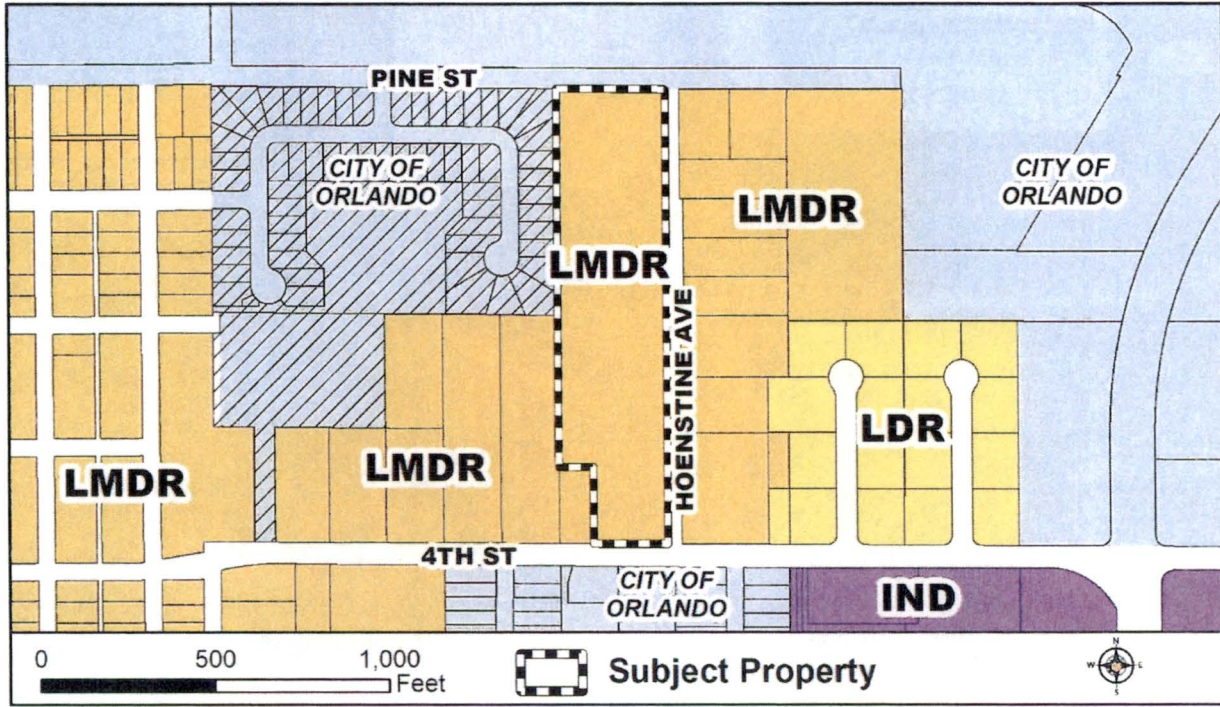 PINE ST
CITY OF
ORLANDO
CITY OF
ORLANDO
LMDR
LMDR
HOENSTINE AVE
LDR
LMDR
LMDR
4TH ST
CITY OF
ORLANDO
IND
0 500 1,000
Feet
Subject Property
N
W E
S